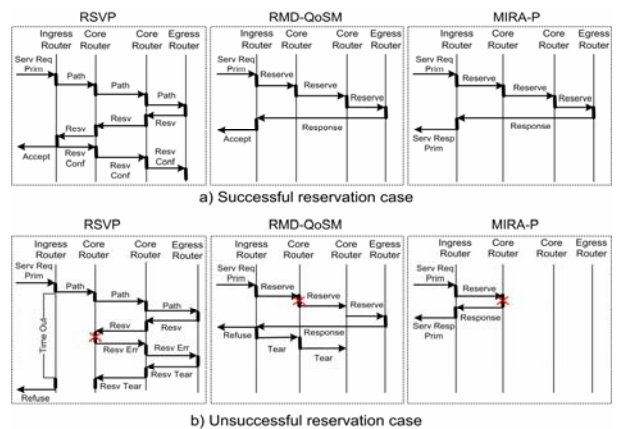 RSVP
RMD-QoSM
MIRA-P
Ingress Core Core Egress
Router Router Router Router
Serv Req
Prim
Path
Path
Path
Resv
Resv
Resv
Accept
Resv
Conf
Resv
Conf
Resv
Conf
Ingress Core Core Egress
Router Router Router Router
Serv Req
Prim
Reserve
Reserve
Reserve
Response
Accept
Ingress Core Core Egress
Router Router Router Router
Serv Req
Prim
Reserve
Reserve
Reserve
Response
Serv Resp
Prim
a) Successful reservation case
RSVP
RMD-QoSM
MIRA-P
Ingress Core Core Egress
Router Router Router Router
Serv Req
Prim
Path
Path
Path
Resv
Resv
Time Out
Resv Err
Resv Err
Resv Tear
Resv Tear
Refuse
Ingress Core Core Egress
Router Router Router Router
Serv Req
Prim
Reserve
Reserve
Reserve
Response
Refuse
Tear
Tear
Ingress Core Core Egress
Router Router Router Router
Serv Req
Prim
Reserve
Response
Serv Resp
Prim
b) Unsuccessful reservation case